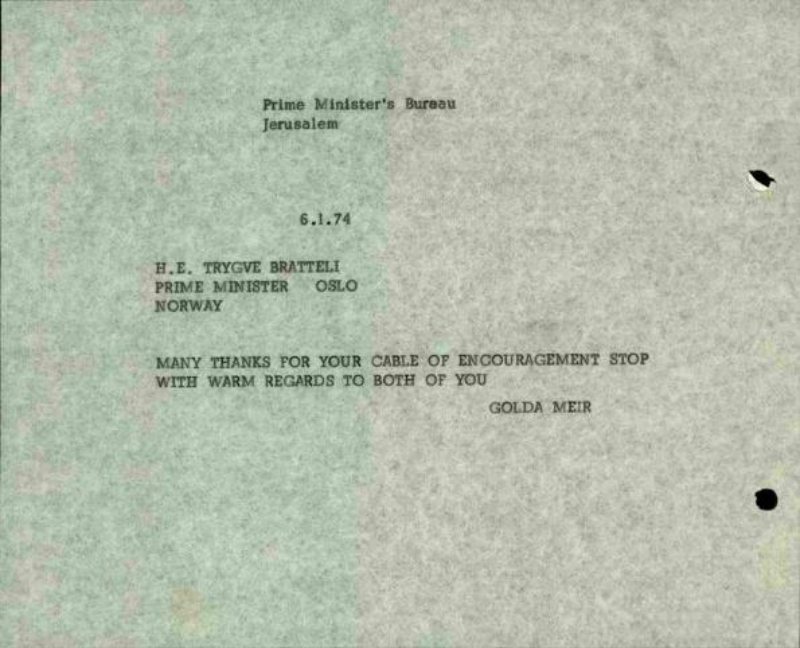 Prime Minister's Bureau
Jerusalem
6.1.74
H.E. TRYGVE BRATTELI
PRIME MINISTER OSLO
NORWAY
MANY THANKS FOR YOUR CABLE OF ENCOURAGEMENT STOP
WITH WARM REGARDS TO BOTH OF YOU
GOLDA MEIR